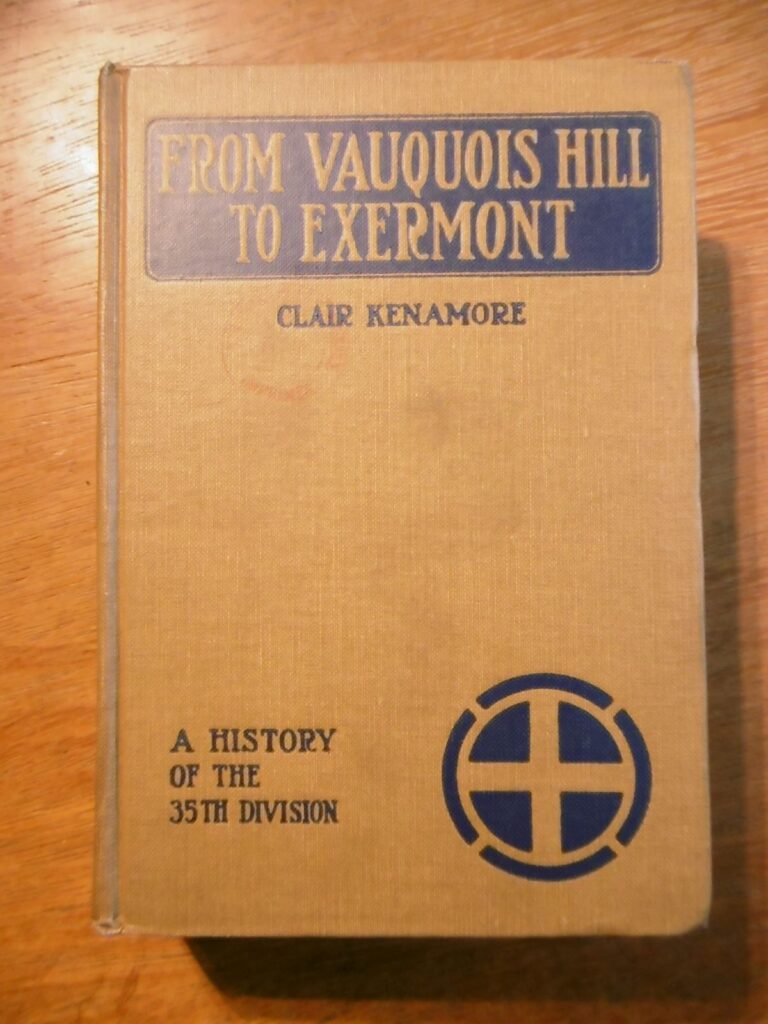 FROM VAUQUOIS HILL
TO EXERMONT
CLAIR KENAMORE
A HISTORY
OF THE
35TH DIVISION